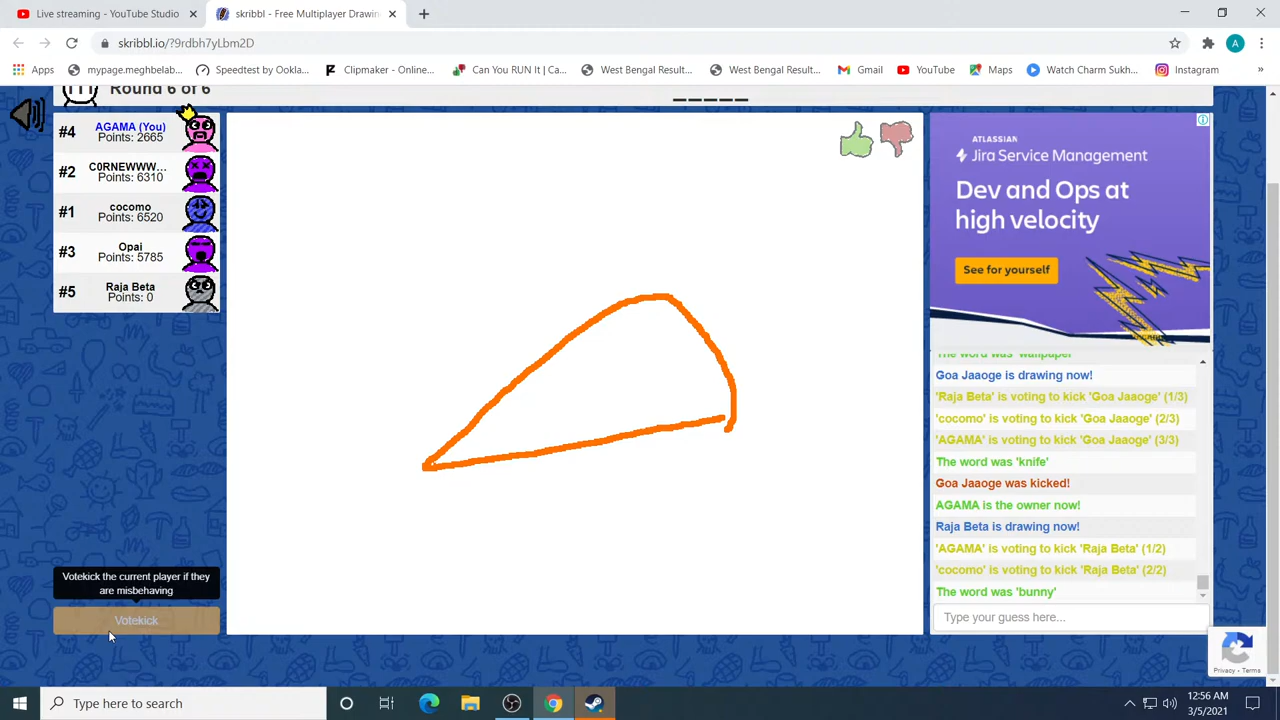 Live streaming - YouTube Studio
skribbl - Free Multiplayer Drawin
skribbl.io/?9rdbh7yLbm2D
A
Apps
mypage.meghbelab...
Speedtest by Ookla...
Clipmaker - Online...
Can You RUN It | Ca...
West Bengal Result...
West Bengal Result...
Gmail
YouTube
Maps
Watch Charm Sukh...
Instagram
»
Round 6 of 6
_ _ _ _ _
#4 AGAMA (You)
Points: 2665
#2 C0RNEWWW...
Points: 6310
#1 cocomo
Points: 6520
#3 Opai
Points: 5785
#5 Raja Beta
Points: 0
Votekick the current player if they
are misbehaving
Votekick
ATLASSIAN
Jira Service Management
Dev and Ops at
high velocity
See for yourself
The word was 'wallpaper'
Goa Jaaoge is drawing now!
'Raja Beta' is voting to kick 'Goa Jaaoge' (1/3)
'cocomo' is voting to kick 'Goa Jaaoge' (2/3)
'AGAMA' is voting to kick 'Goa Jaaoge' (3/3)
The word was 'knife'
Goa Jaaoge was kicked!
AGAMA is the owner now!
Raja Beta is drawing now!
'AGAMA' is voting to kick 'Raja Beta' (1/2)
'cocomo' is voting to kick 'Raja Beta' (2/2)
The word was 'bunny'
Type your guess here...
Privacy - Terms
Type here to search
12:56 AM
3/5/2021